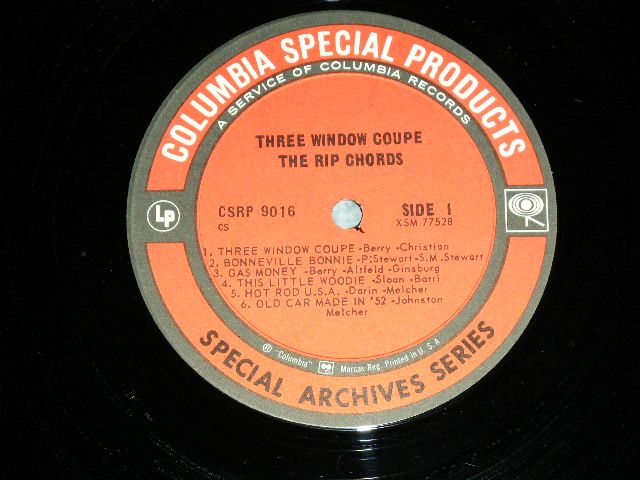 COLUMBIA SPECIAL PRODUCTS
A SERVICE OF COLUMBIA RECORDS
THREE WINDOW COUPE
THE RIP CHORDS
CSRP 9016
CS
SIDE 1
XSM 77528
Lp
1. THREE WINDOW COUPE -Berry -Christian
2. BONNEVILLE BONNIE -P. Stewart-S.M. Stewart
3. GAS MONEY -Berry -Altfeld -Ginsburg
4. THIS LITTLE WOODIE -Sloan -Barri
5. HOT ROD U.S.A. -Darin -Melcher
6. OLD CAR MADE IN '52 -Johnston
Melcher
® "Columbia" Marcas Reg. Printed in U.S.A
SPECIAL ARCHIVES SERIES